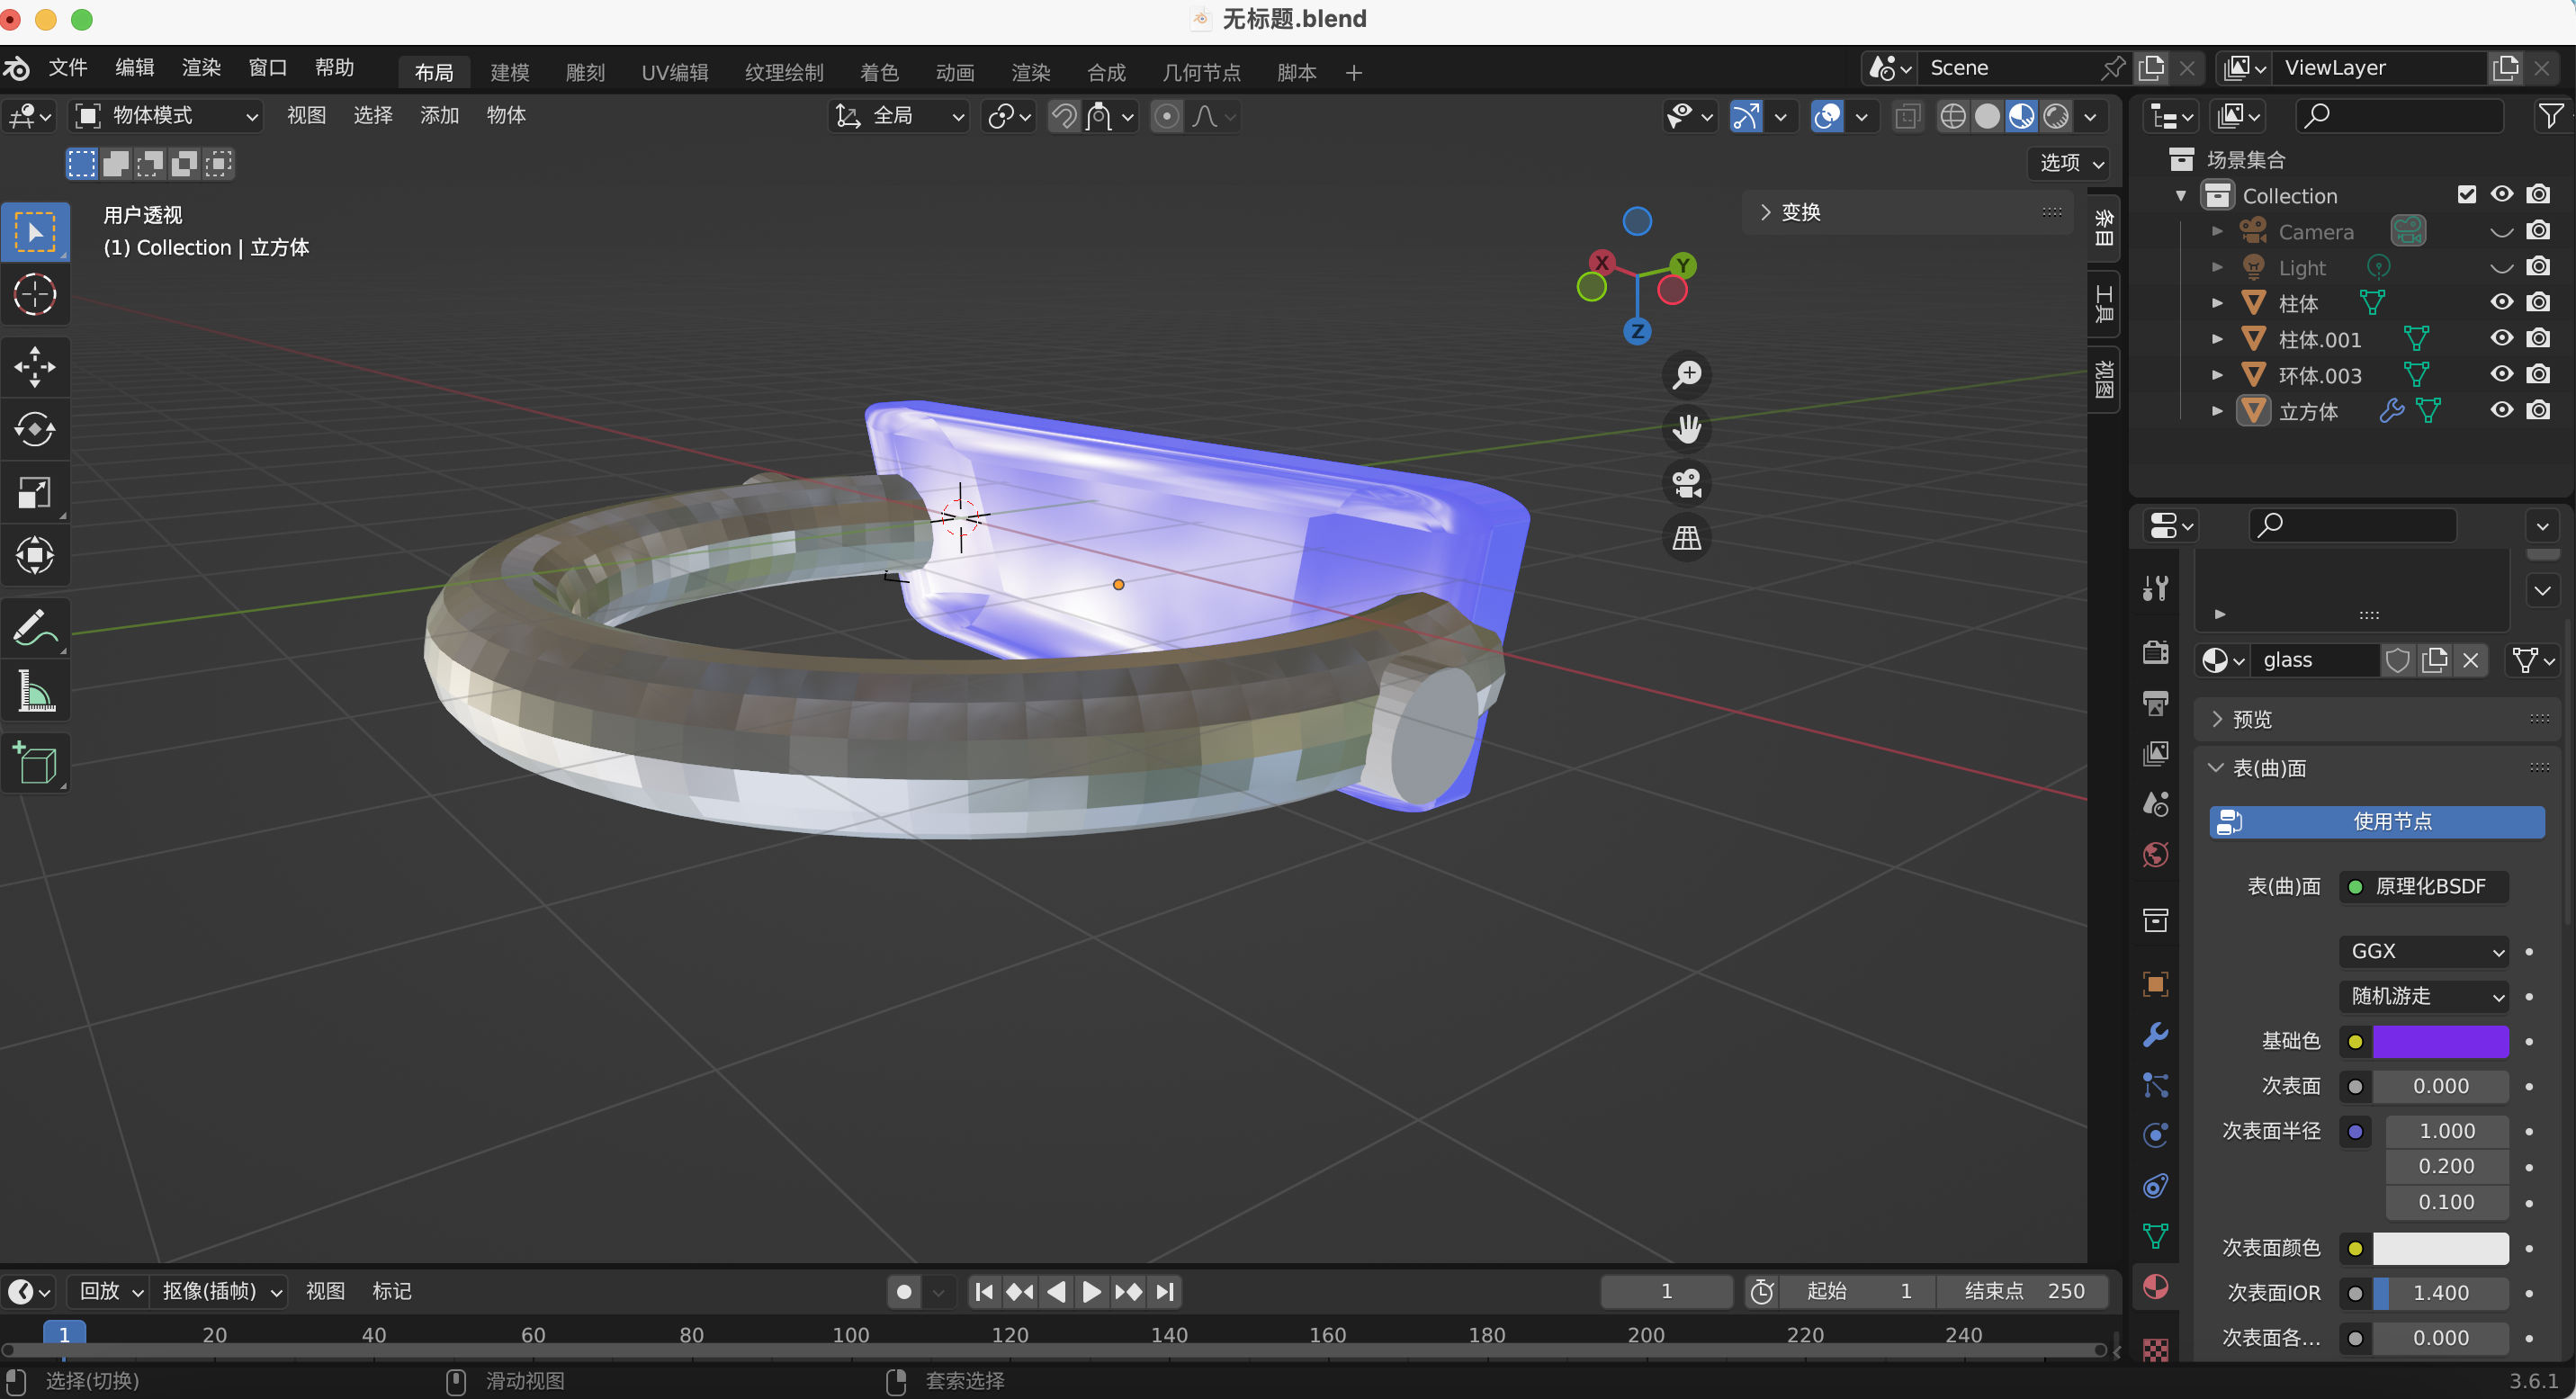 无标题.blend
文件 编辑 渲染 窗口 帮助 布局 建模 雕刻 UV编辑 纹理绘制 着色 动画 渲染 合成 几何节点 脚本 + Scene ViewLayer
物体模式 视图 选择 添加 物体 全局
选项
用户透视
(1) Collection | 立方体
变换
条目
工具
视图
X
Y
Z
场景集合
Collection
Camera
Light
柱体
柱体.001
环体.003
立方体
glass
预览
表(曲)面
使用节点
表(曲)面 原理化BSDF
GGX
随机游走
基础色
次表面 0.000
次表面半径 1.000
0.200
0.100
次表面颜色
次表面IOR 1.400
次表面各... 0.000
回放 抠像(插帧) 视图 标记 1 起始 1 结束点 250
1 20 40 60 80 100 120 140 160 180 200 220 240
选择(切换) 滑动视图 套索选择 3.6.1